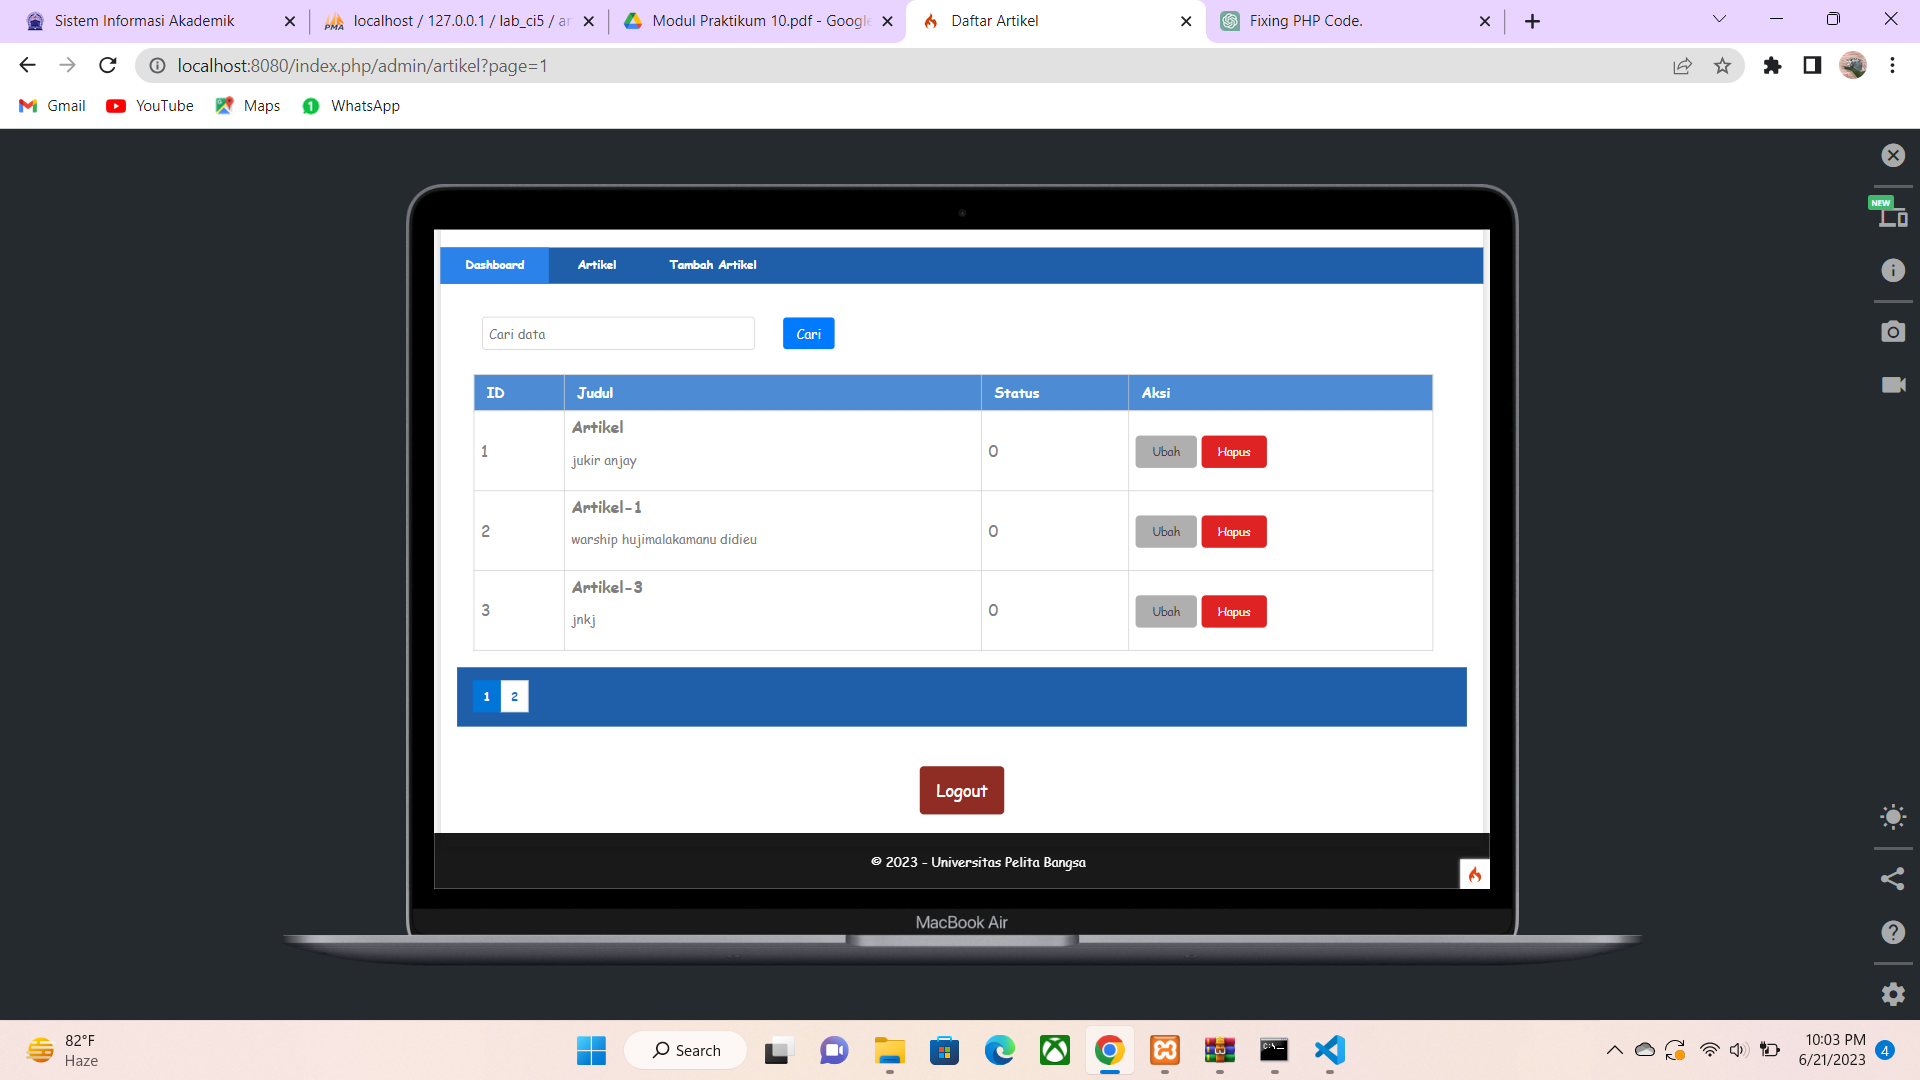 Sistem Informasi Akademik
localhost / 127.0.0.1 / lab_ci5 / ar
Modul Praktikum 10.pdf - Google
Daftar Artikel
Fixing PHP Code.
localhost:8080/index.php/admin/artikel?page=1
Gmail
YouTube
Maps
WhatsApp
NEW
Dashboard
Artikel
Tambah Artikel
Cari data
Cari
ID Judul Status Aksi
Artikel
1 0 Ubah Hapus
jukir anjay
Artikel-1
2 0 Ubah Hapus
warship hujimalakamanu didieu
Artikel-3
3 0 Ubah Hapus
jnkj
1 2
Logout
© 2023 - Universitas Pelita Bangsa
MacBook Air
82°F
Haze
Search
10:03 PM
6/21/2023
4